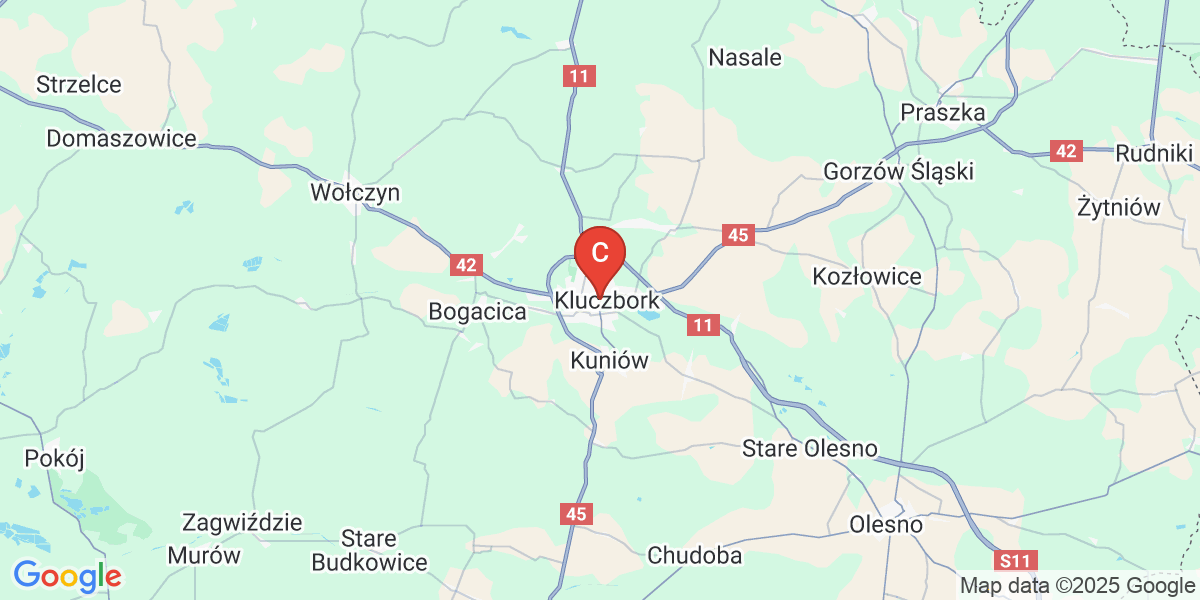 Nasale
11
Strzelce
Praszka
Domaszowice
42
Rudniki
Gorzów Śląski
Wołczyn
Żytniów
45
C
42
Kozłowice
Kluczbork
Bogacica
11
Kuniów
Stare Olesno
Pokój
45
Zagwiździe
Olesno
Stare
Budkowice
Murów
Chudoba
S11
Google
Map data ©2025 Google